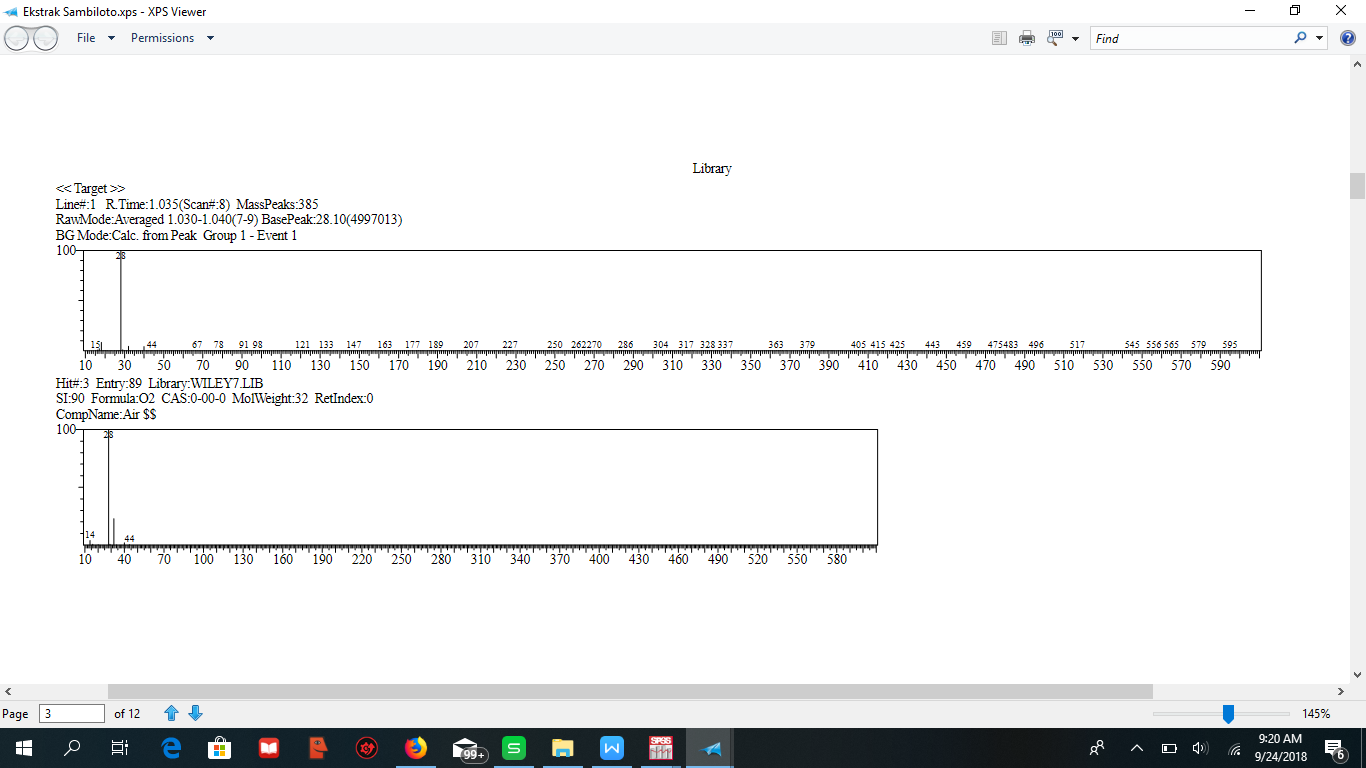 Ekstrak Sambiloto.xps - XPS Viewer
File Permissions
Find
Library
<< Target >>
Line#:1 R.Time:1.035(Scan#:8) MassPeaks:385
RawMode:Averaged 1.030-1.040(7-9) BasePeak:28.10(4997013)
BG Mode:Calc. from Peak Group 1 - Event 1
100
28
15 44 67 78 91 98 121 133 147 163 177 189 207 227 250 262 270 286 304 317 328 337 363 379 405 415 425 443 459 475 483 496 517 545 556 565 579 595
10 30 50 70 90 110 130 150 170 190 210 230 250 270 290 310 330 350 370 390 410 430 450 470 490 510 530 550 570 590
Hit#:3 Entry:89 Library:WILEY7.LIB
SI:90 Formula:O2 CAS:0-00-0 MolWeight:32 RetIndex:0
CompName:Air $$
100
28
14 44
10 40 70 100 130 160 190 220 250 280 310 340 370 400 430 460 490 520 550 580
Page 3 of 12 145%
99+ S W SPSS 9:20 AM
9/24/2018 6